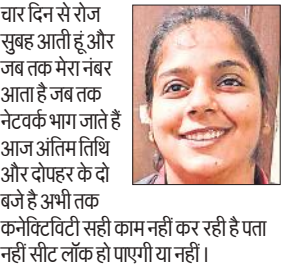 चार दिन से रोज
सुबह आती हूं और
जब तक मेरा नंबर
आता है जब तक
नेटवर्क भाग जाते हैं
आज अंतिम तिथि
और दोपहर के दो
बजे है अभी तक
कनेक्टिविटी सही काम नहीं कर रही है पता
नहीं सीट लॉक हो पाएगी या नहीं।